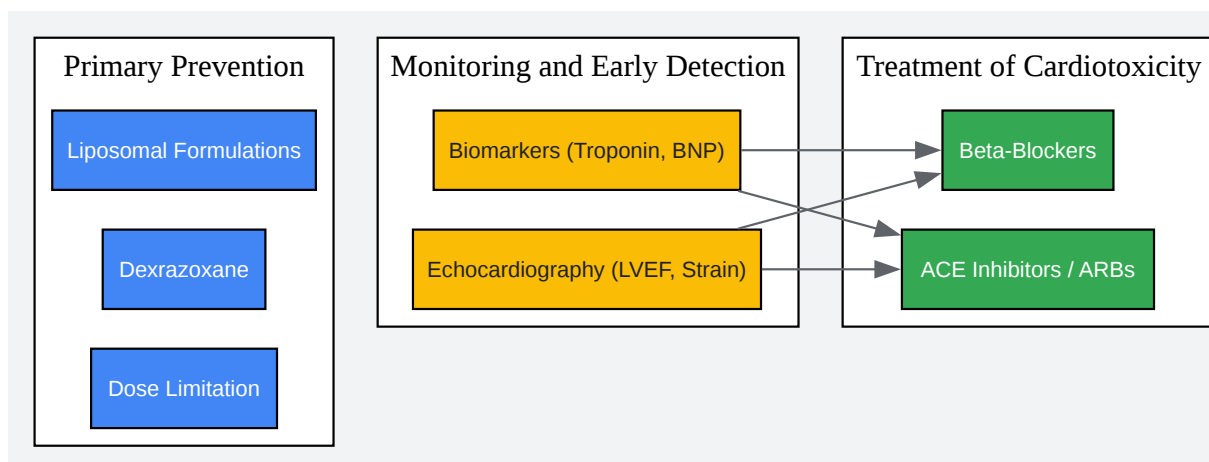 Primary Prevention
Liposomal Formulations
Dexrazoxane
Dose Limitation
Monitoring and Early Detection
Biomarkers (Troponin, BNP)
Echocardiography (LVEF, Strain)
Treatment of Cardiotoxicity
Beta-Blockers
ACE Inhibitors / ARBs